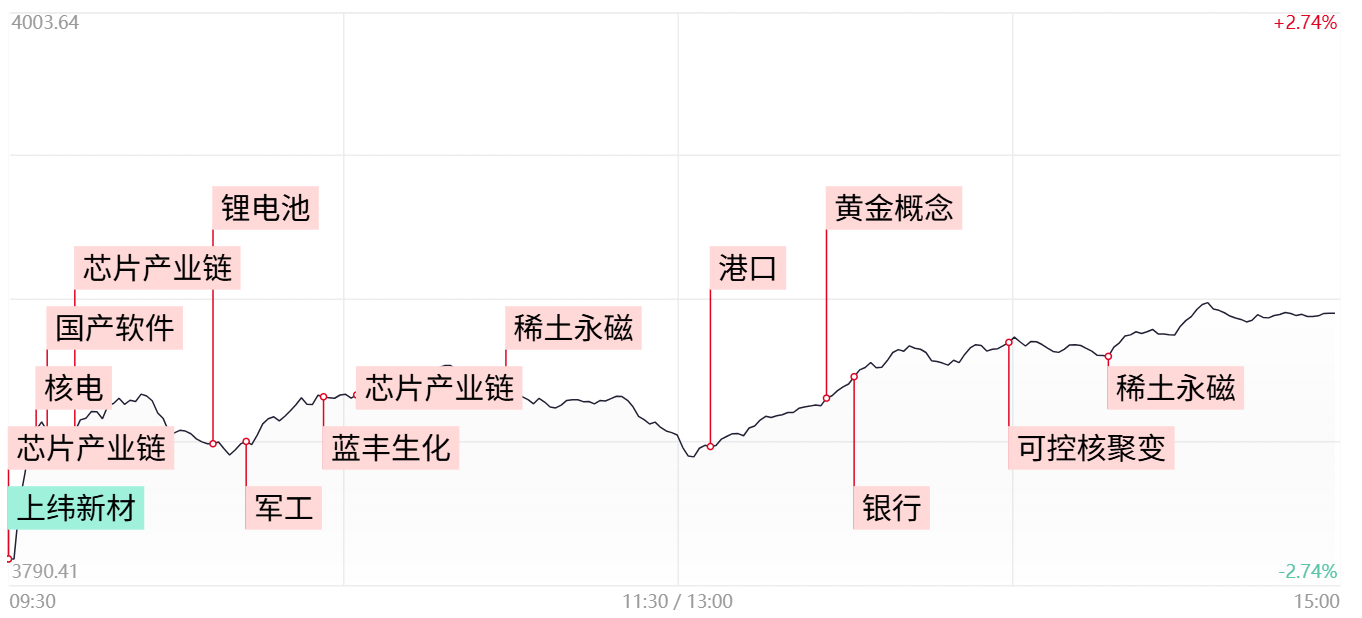 4003.64
+2.74%
锂电池
黄金概念
芯片产业链
港口
国产软件
稀土永磁
核电
芯片产业链
稀土永磁
芯片产业链
蓝丰生化
可控核聚变
上纬新材
军工
银行
3790.41
-2.74%
09:30
11:30 / 13:00
15:00